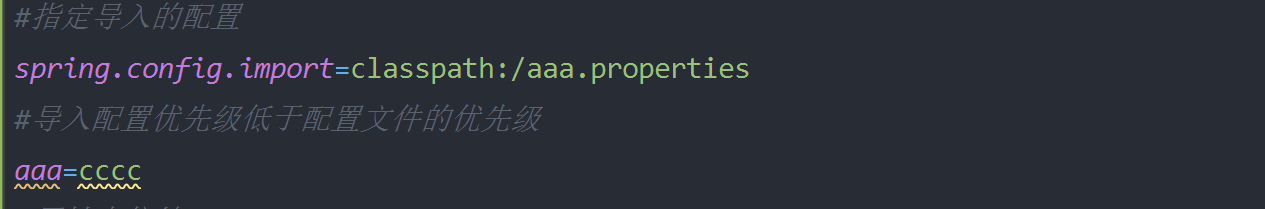 #指定导入的配置
spring.config.import=classpath:/aaa.properties
#导入配置优先级低于配置文件的优先级
aaa=cccc